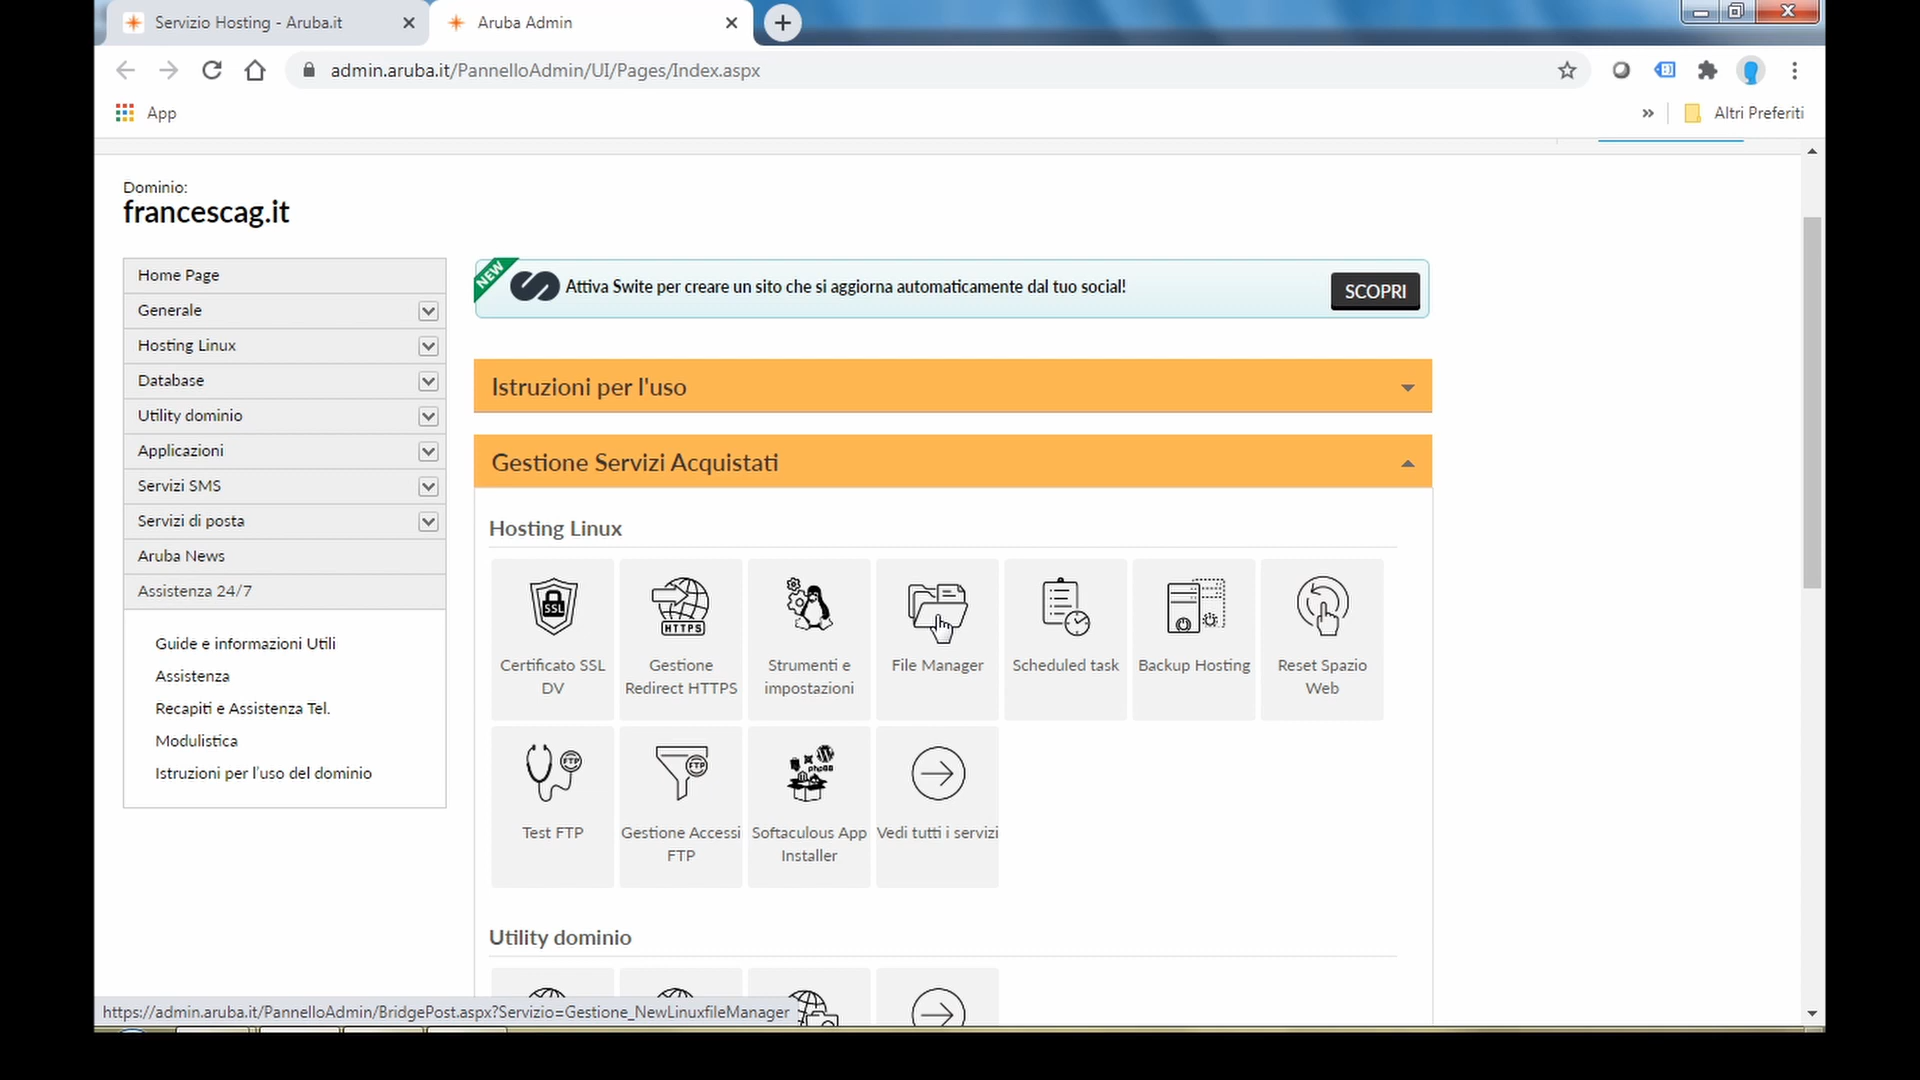 Servizio Hosting - Aruba.it
Aruba Admin
admin.aruba.it/PannelloAdmin/UI/Pages/Index.aspx
App
»
Altri Preferiti
Dominio:
francescag.it
Home Page
Generale
Hosting Linux
Database
Utility dominio
Applicazioni
Servizi SMS
Servizi di posta
Aruba News
Assistenza 24/7
Guide e informazioni Utili
Assistenza
Recapiti e Assistenza Tel.
Modulistica
Istruzioni per l'uso del dominio
NEW
Attiva Swite per creare un sito che si aggiorna automaticamente dal tuo social!
SCOPRI
Istruzioni per l'uso
Gestione Servizi Acquistati
Hosting Linux
SSL
Certificato SSL
DV
HTTPS
Gestione
Redirect HTTPS
Strumenti e
impostazioni
File Manager
Scheduled task
Backup Hosting
Reset Spazio
Web
FTP
Test FTP
FTP
Gestione Accessi
FTP
phpBB
Softaculous App
Installer
Vedi tutti i servizi
Utility dominio
https://admin.aruba.it/PannelloAdmin/BridgePost.aspx?Servizio=Gestione_NewLinuxfileManager